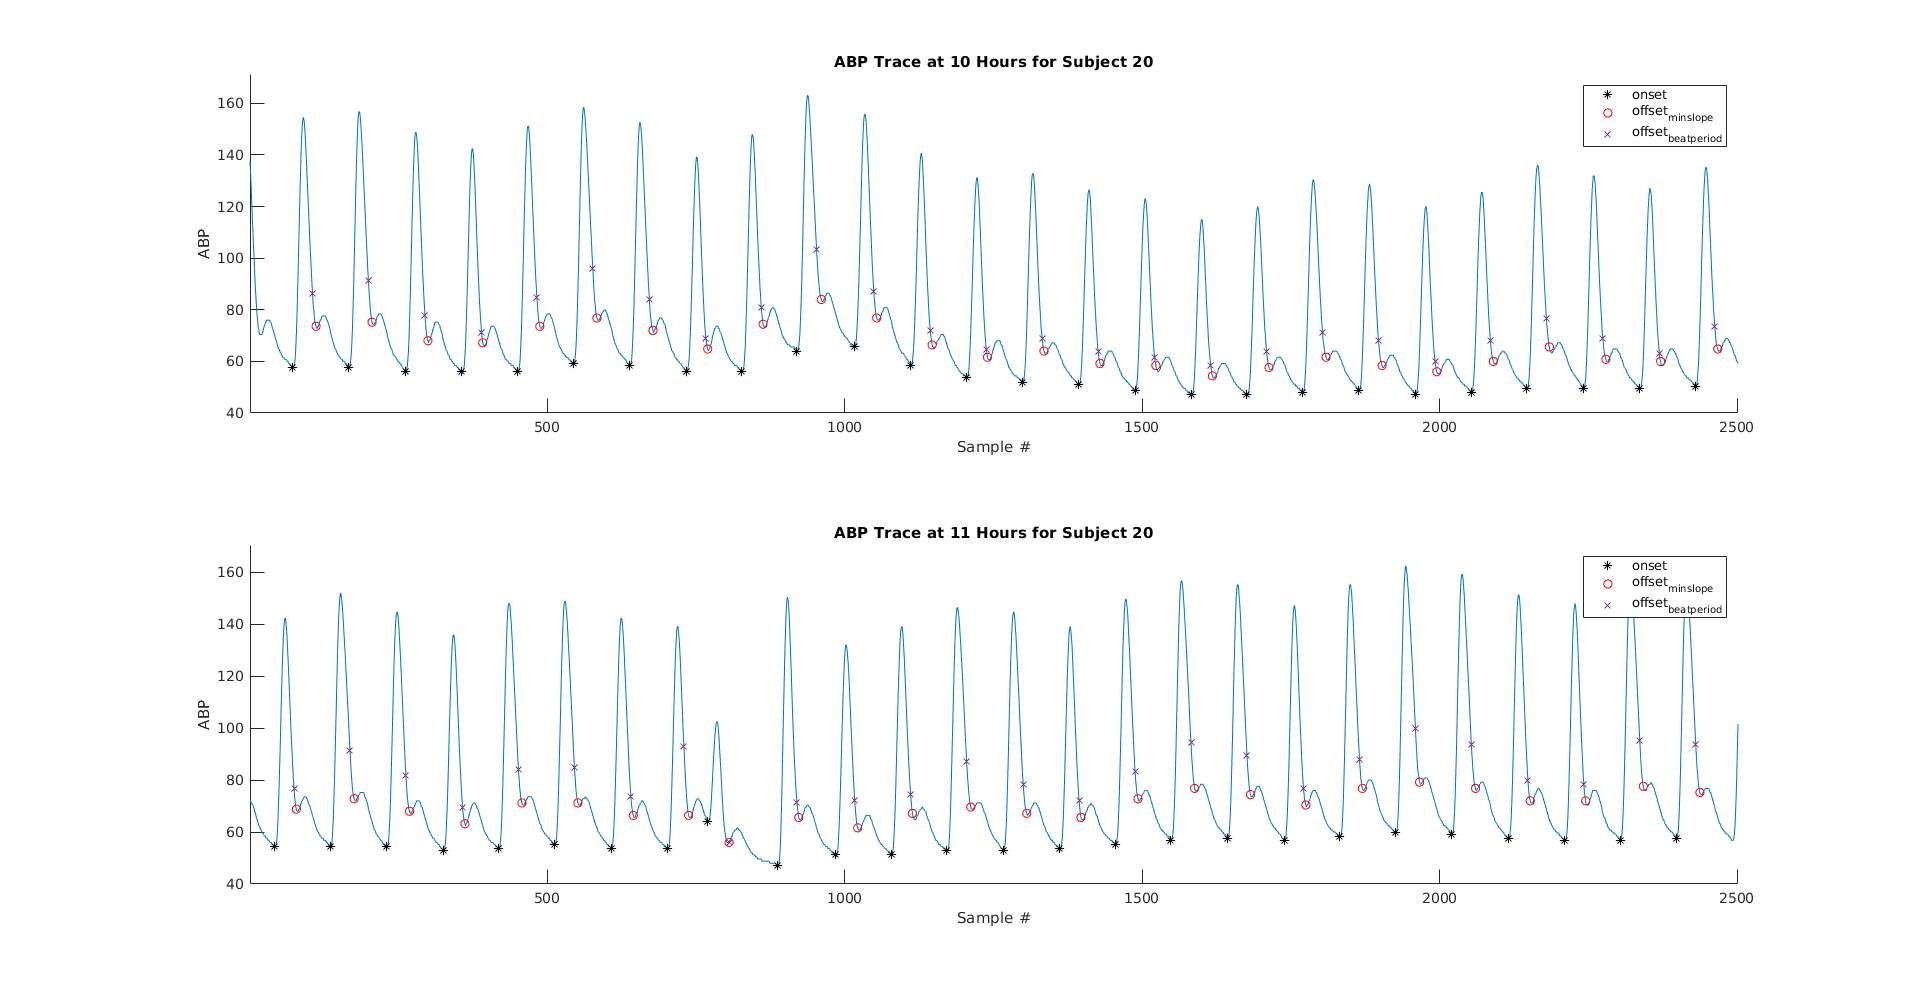 ABP Trace at 10 Hours for Subject 20
160
140
120
100
80
60
40
ABP
500
1000
1500
2000
2500
Sample #
onset
offset_minslope
offset_beatperiod
ABP Trace at 11 Hours for Subject 20
160
140
120
100
80
60
40
ABP
500
1000
1500
2000
2500
Sample #
onset
offset_minslope
offset_beatperiod